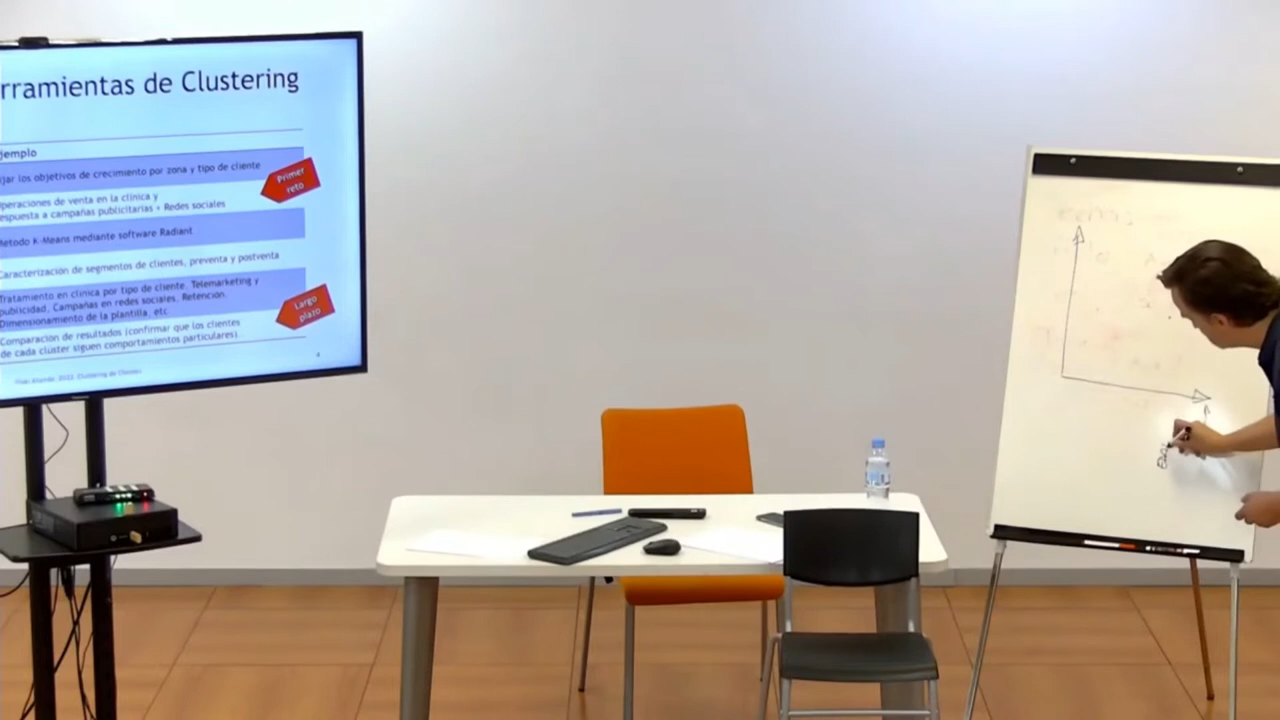 rramientas de Clustering
jemplo
ijar los objetivos de crecimiento por zona y tipo de cliente
Primer
reto
peraciones de venta en la clínica y
espuesta a campañas publicitarias + Redes sociales
Metodo K-Means mediante software Radiant
Caracterización de segmentos de clientes, preventa y postventa
Tratamiento en clínica por tipo de cliente. Telemarketing y
publicidad, Campañas en redes sociales, Retención.
Dimensionamiento de la plantilla, etc
Largo
plazo
Comparación de resultados (confirmar que los clientes
de cada clúster siguen comportamientos particulares)